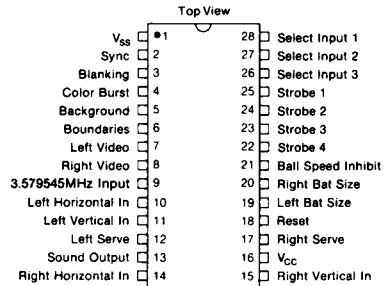 Top View
VSS 1 28 Select Input 1
Sync 2 27 Select Input 2
Blanking 3 26 Select Input 3
Color Burst 4 25 Strobe 1
Background 5 24 Strobe 2
Boundaries 6 23 Strobe 3
Left Video 7 22 Strobe 4
Right Video 8 21 Ball Speed Inhibit
3.579545MHz Input 9 20 Right Bat Size
Left Horizontal In 10 19 Left Bat Size
Left Vertical In 11 18 Reset
Left Serve 12 17 Right Serve
Sound Output 13 16 VCC
Right Horizontal In 14 15 Right Vertical In